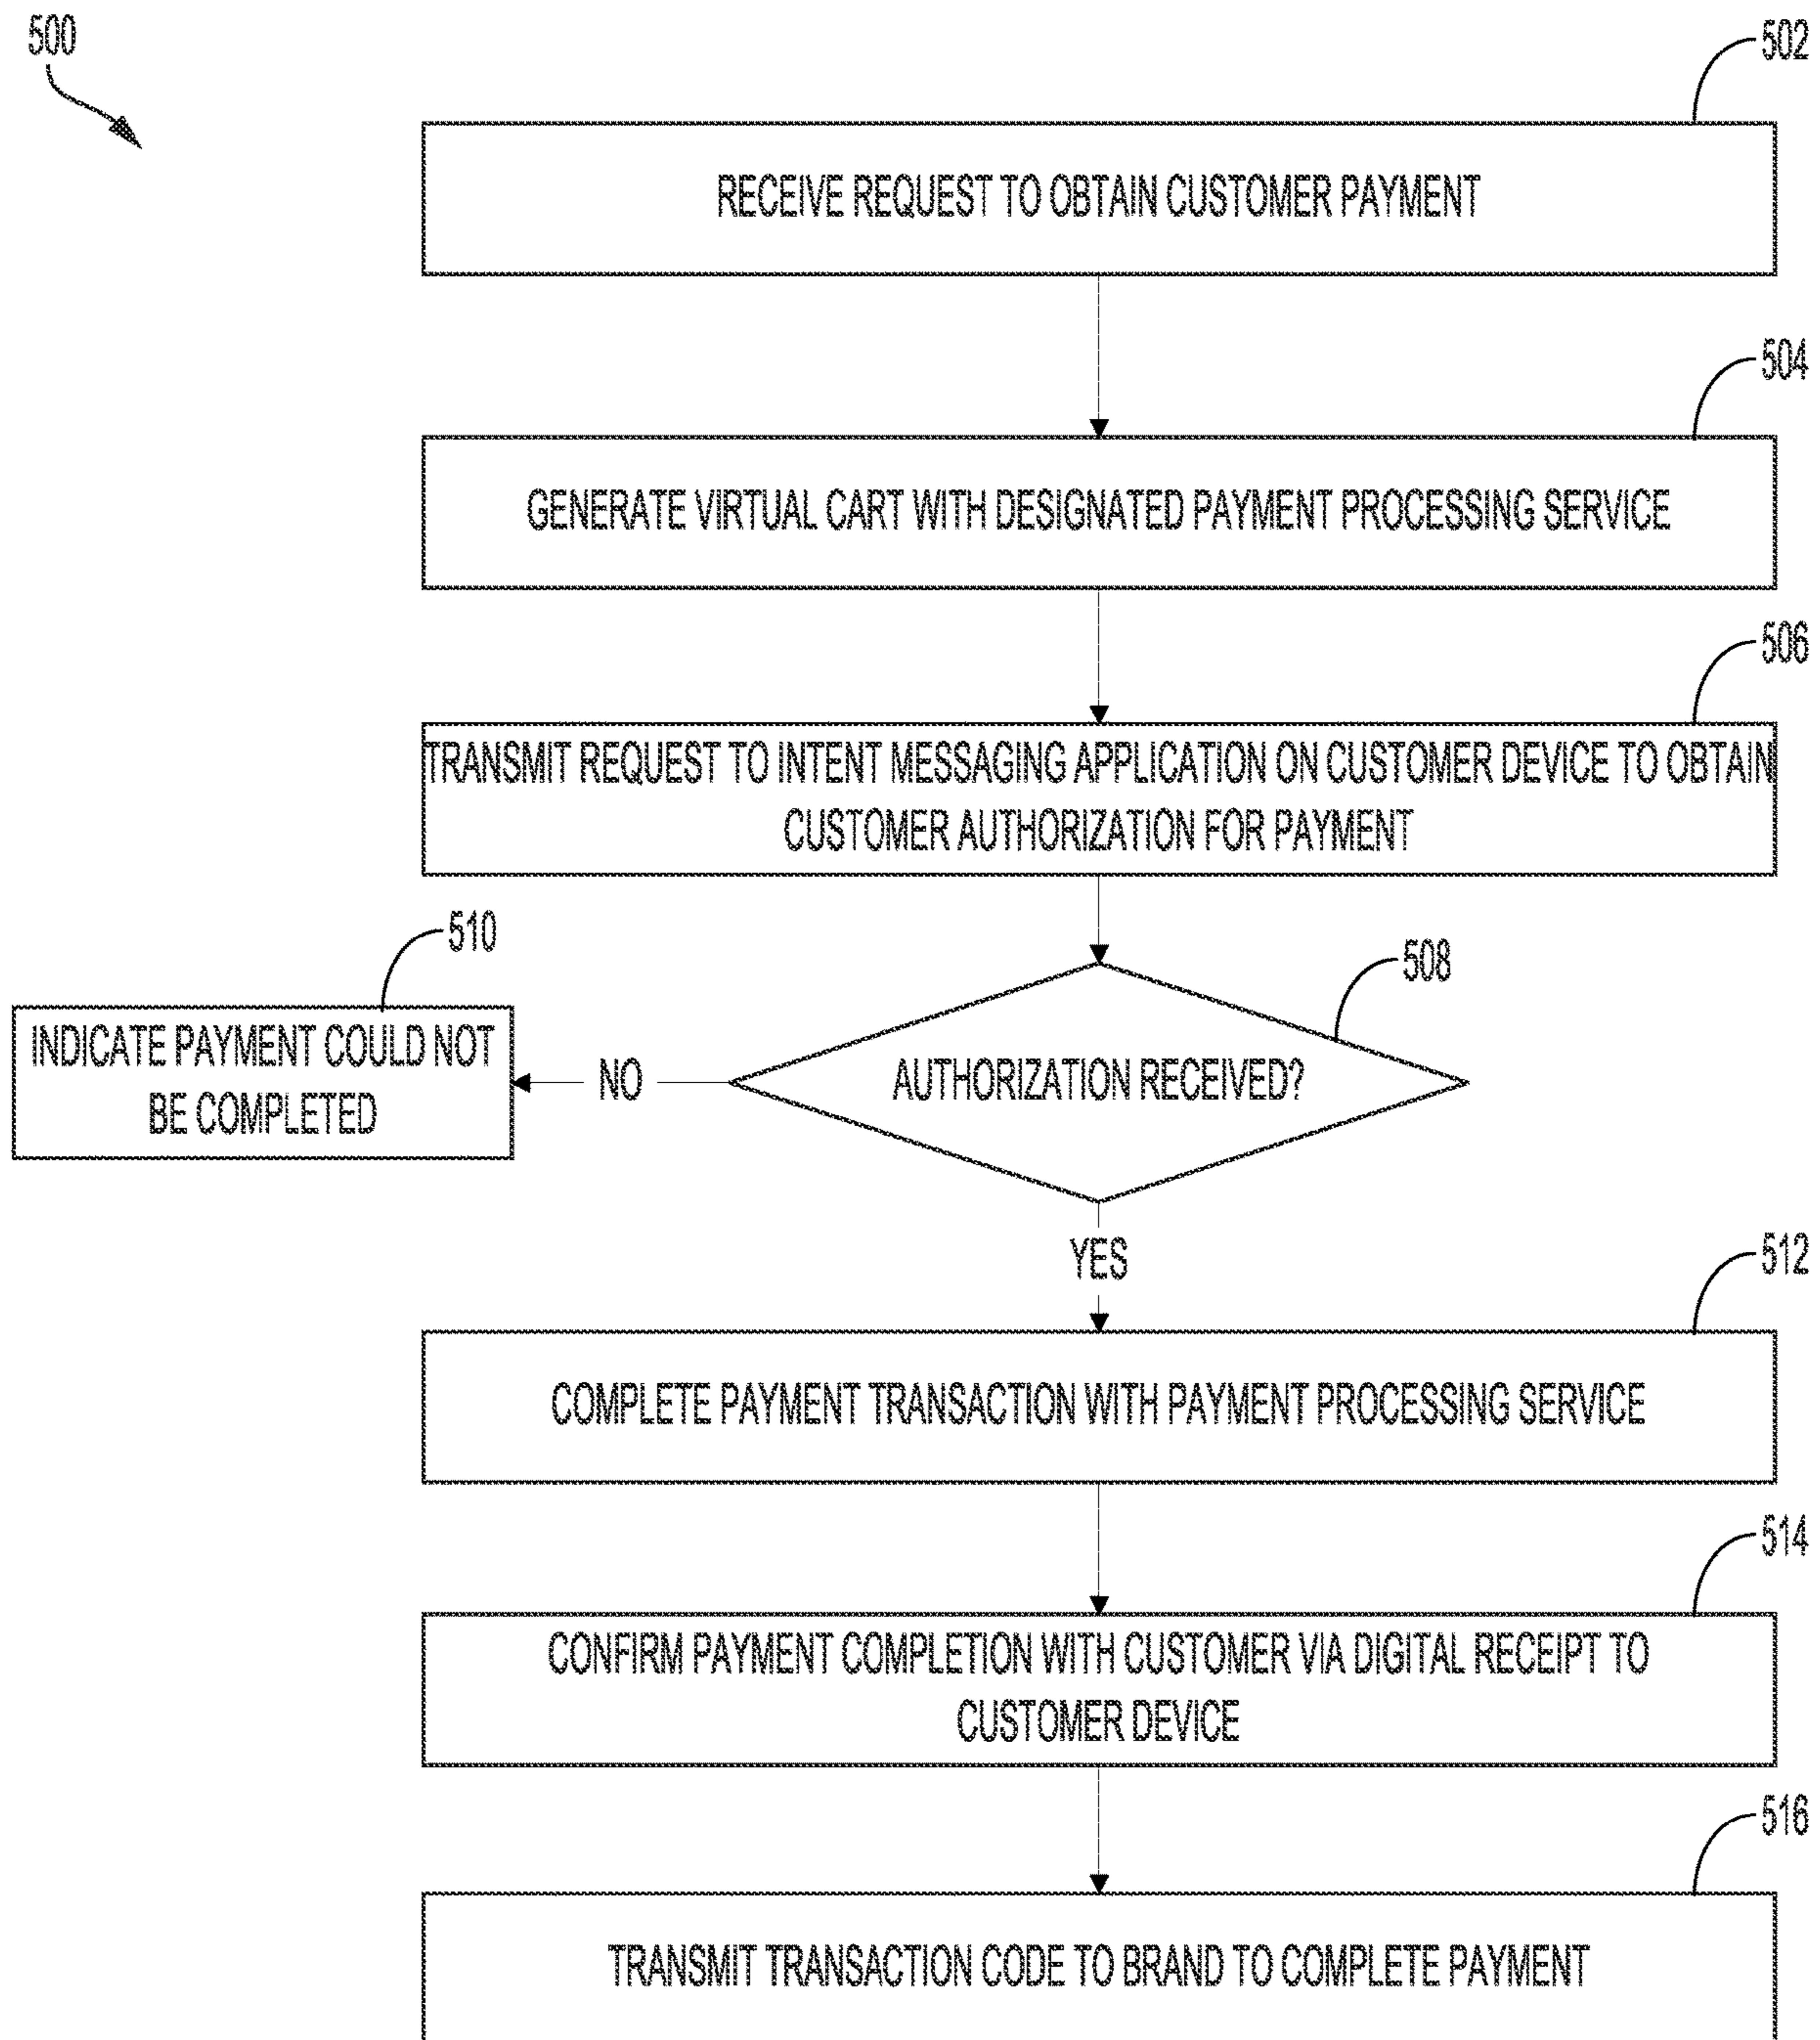 500
502
RECEIVE REQUEST TO OBTAIN CUSTOMER PAYMENT
504
GENERATE VIRTUAL CART WITH DESIGNATED PAYMENT PROCESSING SERVICE
506
TRANSMIT REQUEST TO INTENT MESSAGING APPLICATION ON CUSTOMER DEVICE TO OBTAIN
CUSTOMER AUTHORIZATION FOR PAYMENT
510
508
INDICATE PAYMENT COULD NOT
BE COMPLETED
NO
AUTHORIZATION RECEIVED?
YES
512
COMPLETE PAYMENT TRANSACTION WITH PAYMENT PROCESSING SERVICE
514
CONFIRM PAYMENT COMPLETION WITH CUSTOMER VIA DIGITAL RECEIPT TO
CUSTOMER DEVICE
516
TRANSMIT TRANSACTION CODE TO BRAND TO COMPLETE PAYMENT